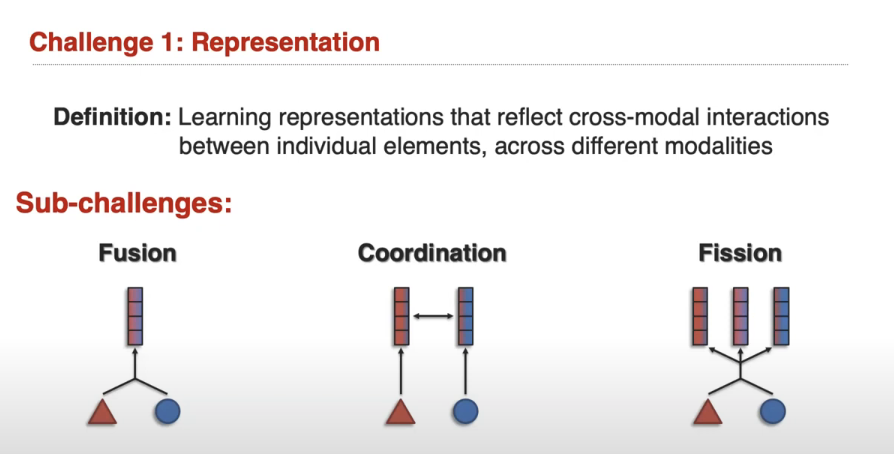 Challenge 1: Representation
Definition: Learning representations that reflect cross-modal interactions
between individual elements, across different modalities
Sub-challenges:
Fusion
Coordination
Fission